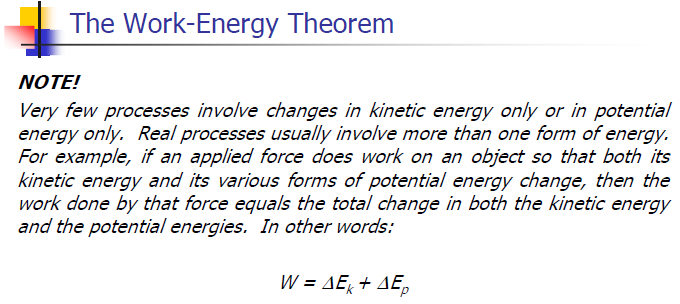 The Work-Energy Theorem
NOTE!
Very few processes involve changes in kinetic energy only or in potential
energy only. Real processes usually involve more than one form of energy.
For example, if an applied force does work on an object so that both its
kinetic energy and its various forms of potential energy change, then the
work done by that force equals the total change in both the kinetic energy
and the potential energies. In other words:
W = ΔEk + ΔEp